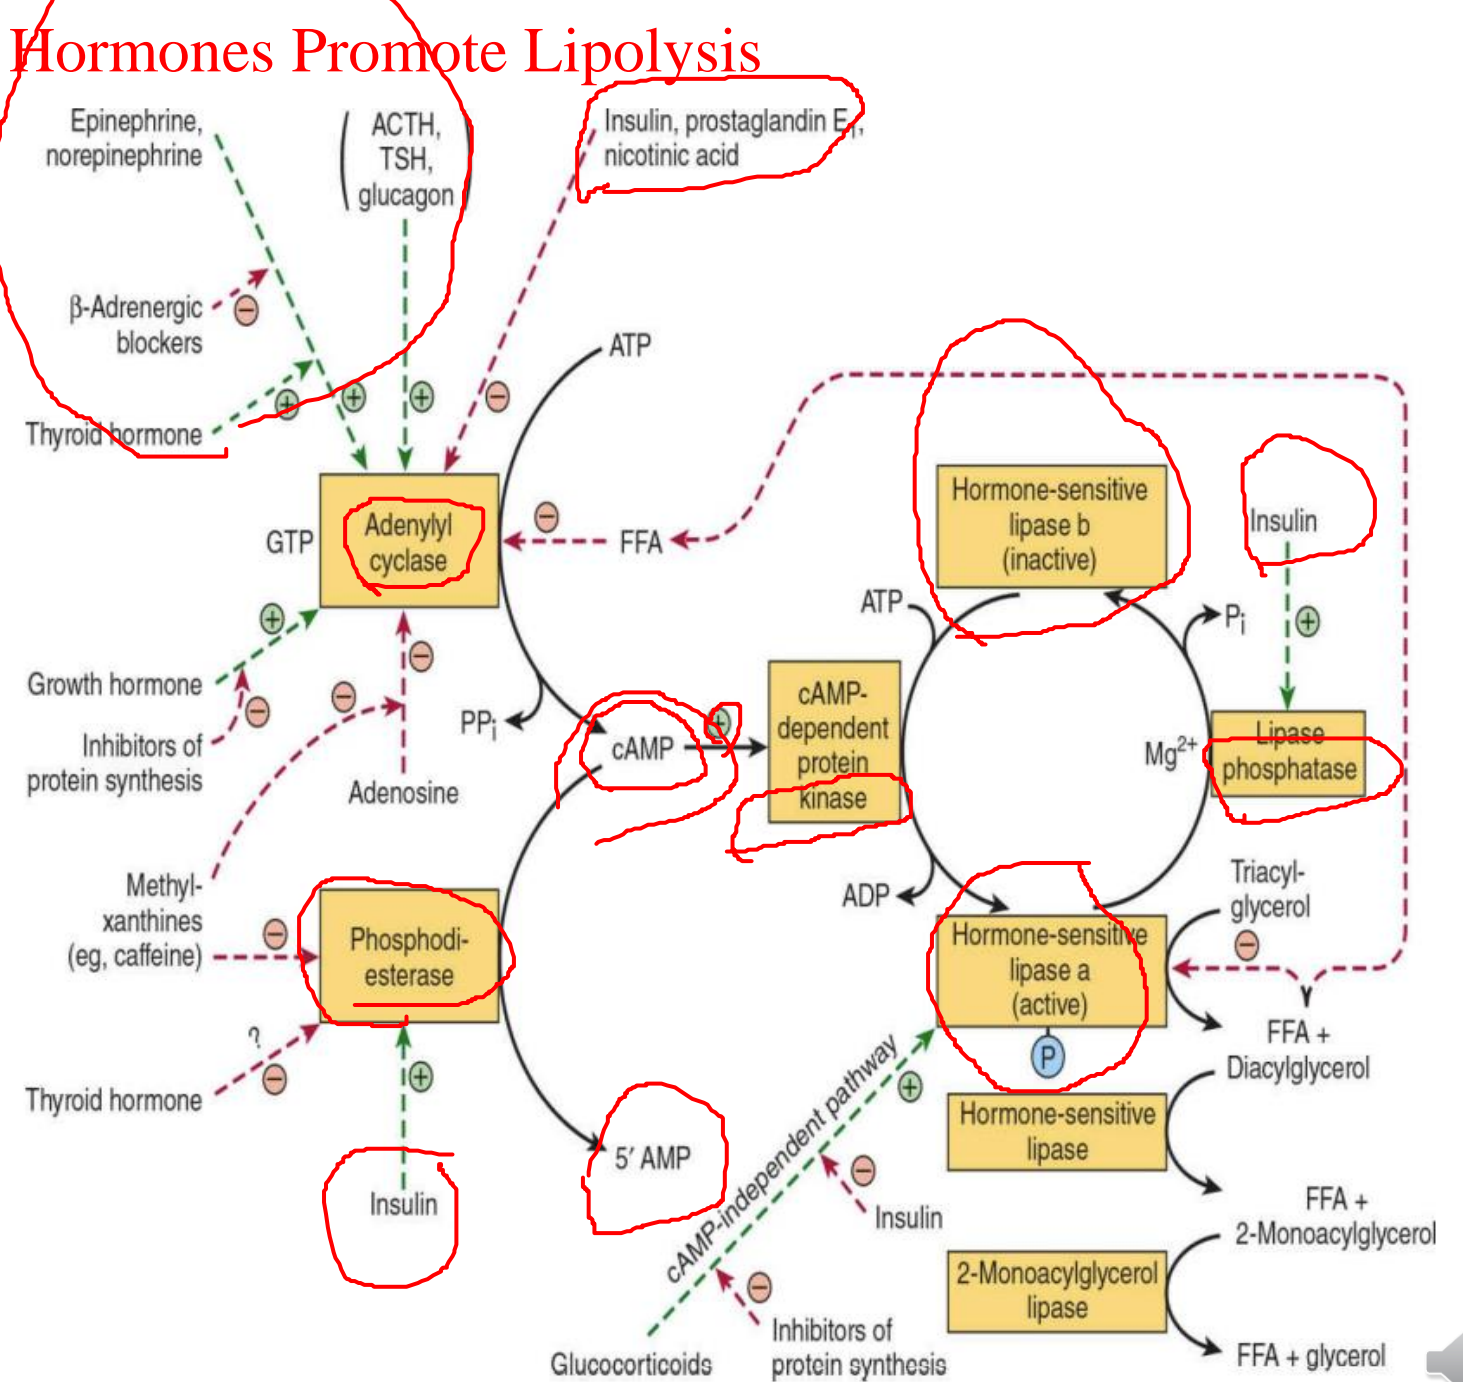 Hormones Promote Lipolysis
Epinephrine,
norepinephrine
ACTH,
TSH,
glucagon
Insulin, prostaglandin E1,
nicotinic acid
β-Adrenergic
blockers
Thyroid hormone
ATP
GTP
Adenylyl
cyclase
FFA
Hormone-sensitive
lipase b
(inactive)
Insulin
ATP
Pi
Growth hormone
Inhibitors of
protein synthesis
Adenosine
PPi
cAMP
cAMP-
dependent
protein
kinase
Mg2+
Lipase
phosphatase
Methyl-
xanthines
(eg, caffeine)
Phosphodi-
esterase
ADP
Triacyl-
glycerol
Hormone-sensitive
lipase a
(active)
P
FFA +
Diacylglycerol
?
Thyroid hormone
Insulin
5′ AMP
cAMP-independent pathway
Hormone-sensitive
lipase
Insulin
FFA +
2-Monoacylglycerol
2-Monoacylglycerol
lipase
Inhibitors of
protein synthesis
Glucocorticoids
FFA + glycerol